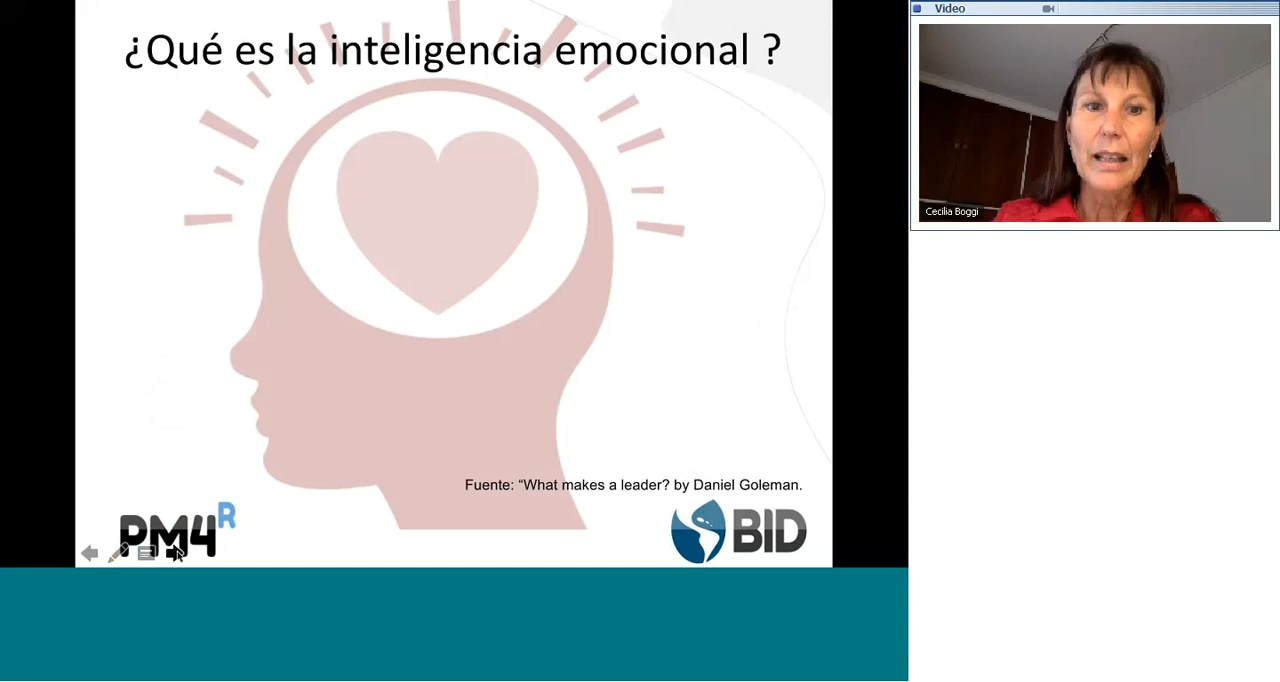 ¿Qué es la inteligencia emocional ?
Fuente: “What makes a leader? by Daniel Goleman.
PM4R
BID
Video
Cecilia Boggi